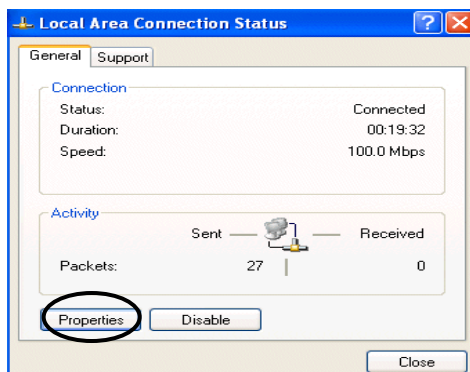 Local Area Connection Status
General Support
Connection
Status: Connected
Duration: 00:19:32
Speed: 100.0 Mbps
Activity
Sent Received
Packets: 27 0
Properties Disable
Close